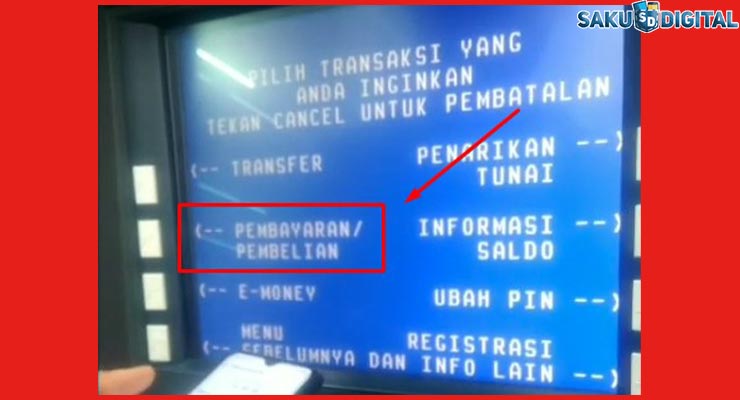 SAKU SD DIGITAL
PILIH TRANSAKSI YANG
ANDA INGINKAN
TEKAN CANCEL UNTUK PEMBATALAN
<-- TRANSFER
PENARIKAN -->
TUNAI
<-- PEMBAYARAN/
PEMBELIAN
INFORMASI -->
SALDO
<-- E-MONEY
UBAH PIN -->
MENU
<-- SEBELUMNYA
REGISTRASI
DAN INFO LAIN -->